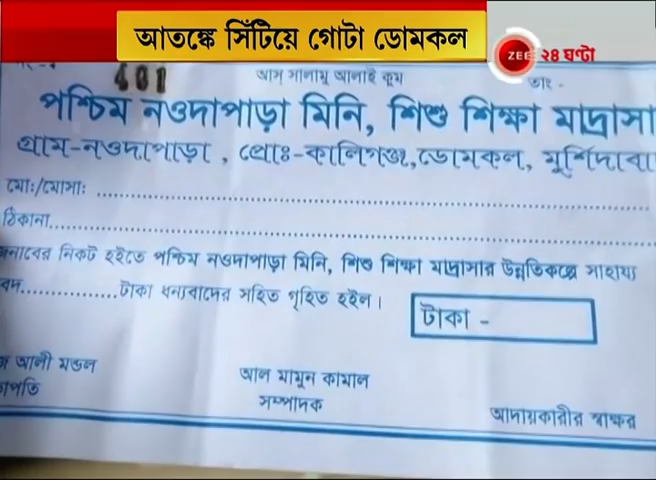 আতঙ্কে সিঁটিয়ে গোটা ডোমকল
ZEE ২৪ ঘণ্টা
401
আস্ সালামু আলাই কুম
তাং -
পশ্চিম নওদাপাড়া মিনি, শিশু শিক্ষা মাদ্রাসা
গ্রাম-নওদাপাড়া , প্রোঃ-কালিগঞ্জ,ডোমকল, মুর্শিদাবা
মোঃ/মোসাঃ ........................................
ঠিকানা........................................
জনাবের নিকট হইতে পশ্চিম নওদাপাড়া মিনি, শিশু শিক্ষা মাদ্রাসার উন্নতিকল্পে সাহায্য
বদ..............টাকা ধন্যবাদের সহিত গৃহিত হইল।
টাকা -
আলী মন্ডল
আল মামুন কামাল
সম্পাদক
আদায়কারীর স্বাক্ষর